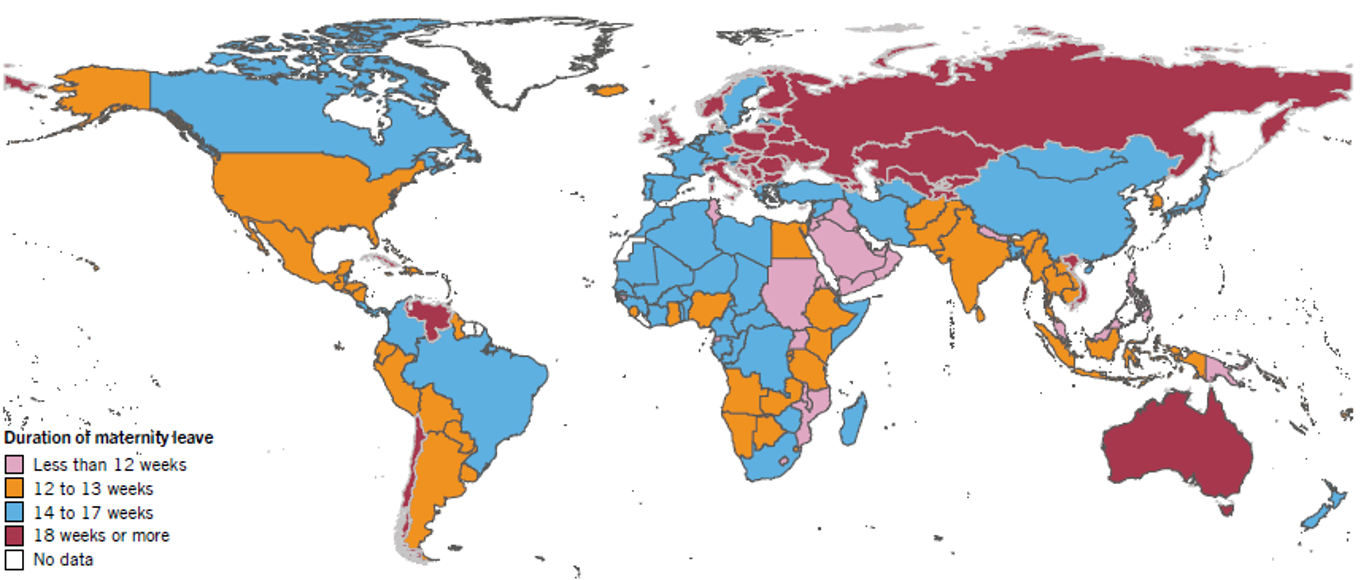 Duration of maternity leave
Less than 12 weeks
12 to 13 weeks
14 to 17 weeks
18 weeks or more
No data